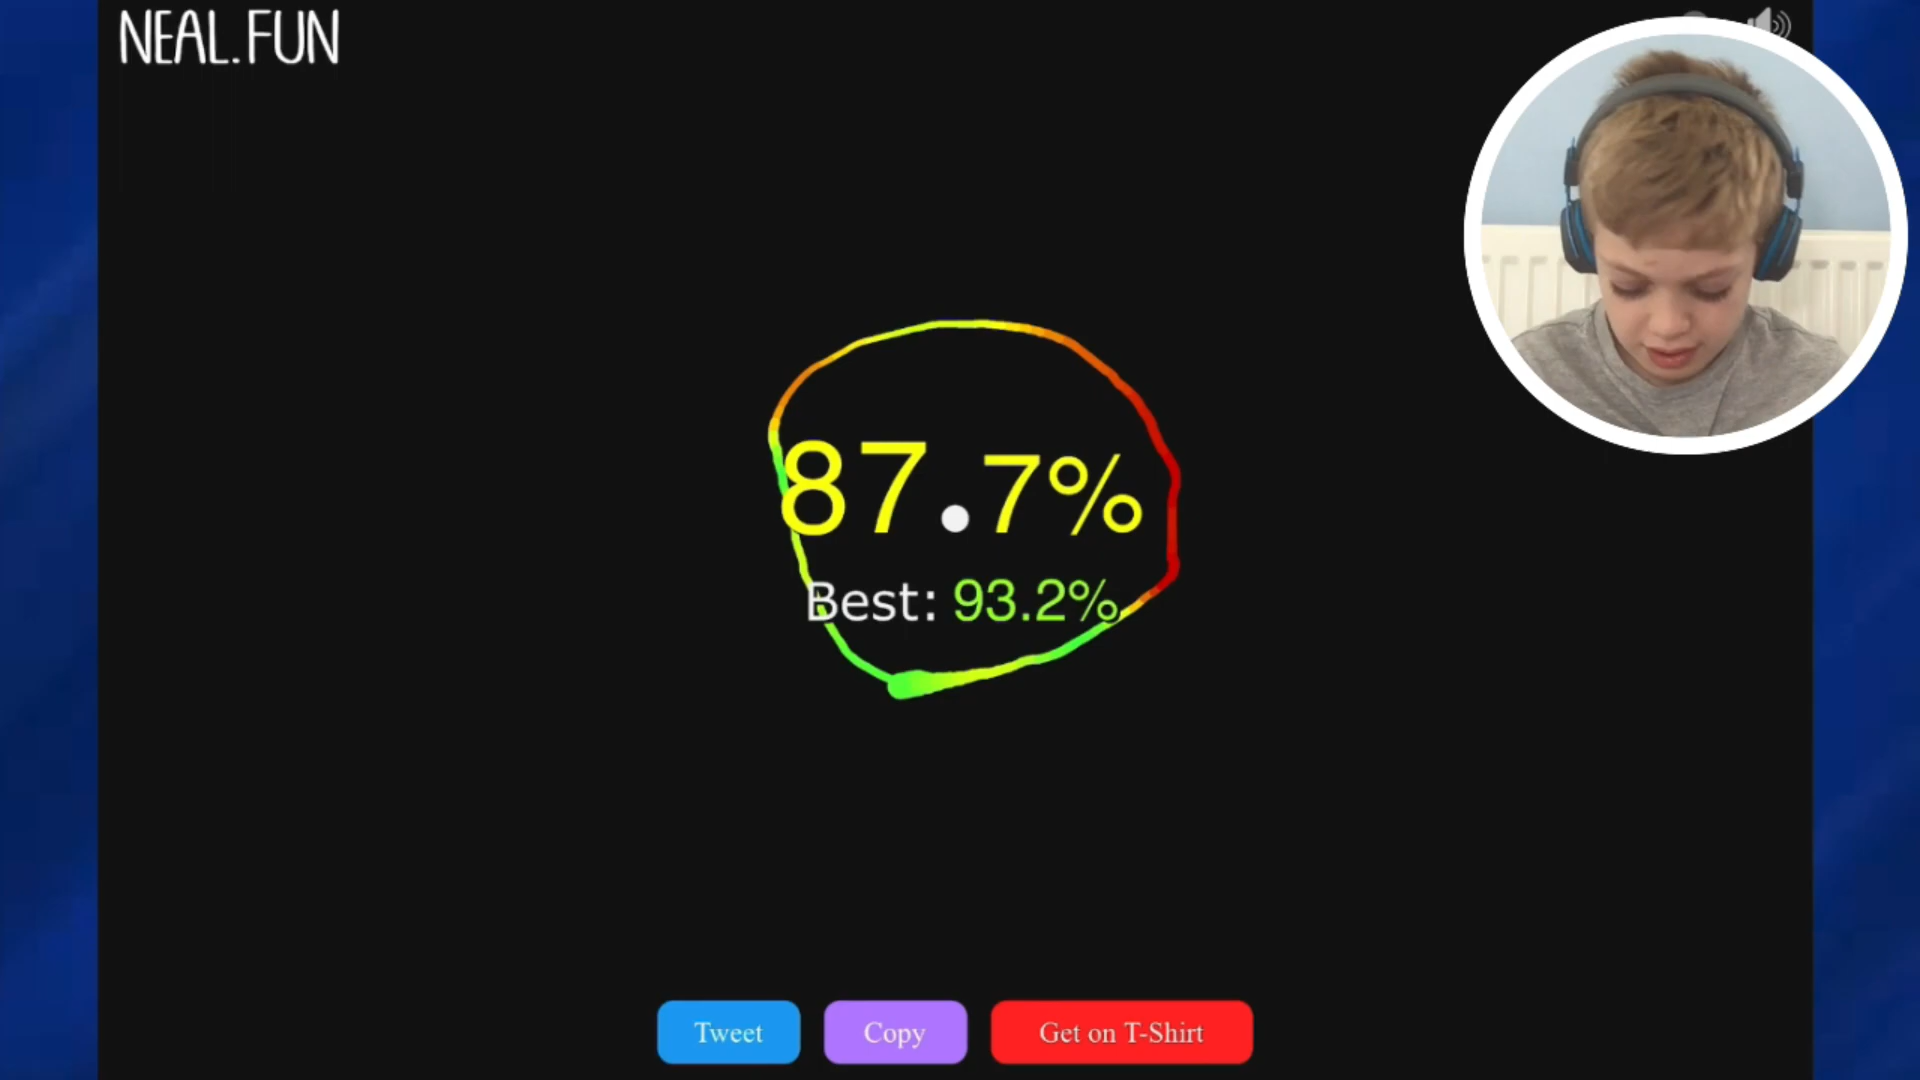 NEAL.FUN
87.7%
Best: 93.2%
Tweet
Copy
Get on T-Shirt